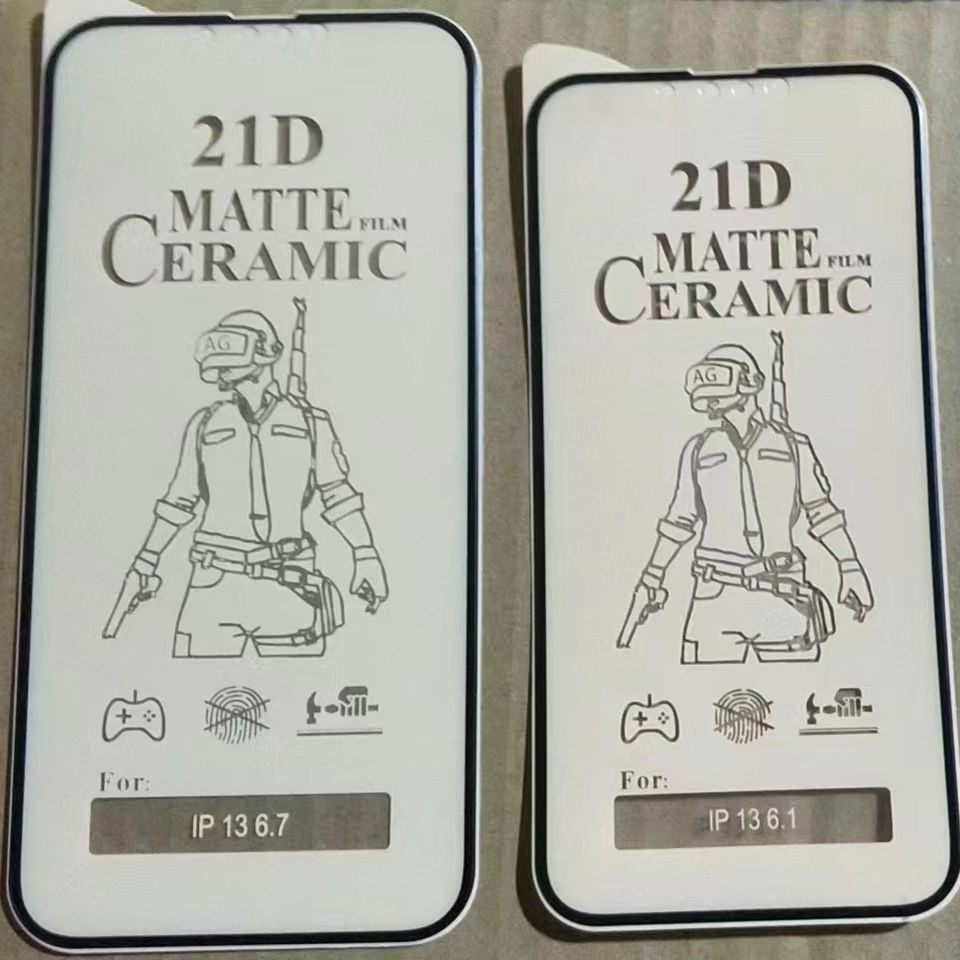 21D
MATTE FILM
CERAMIC
AG
For:
IP 13 6.7
21D
MATTE FILM
CERAMIC
AG
For:
IP 13 6.1